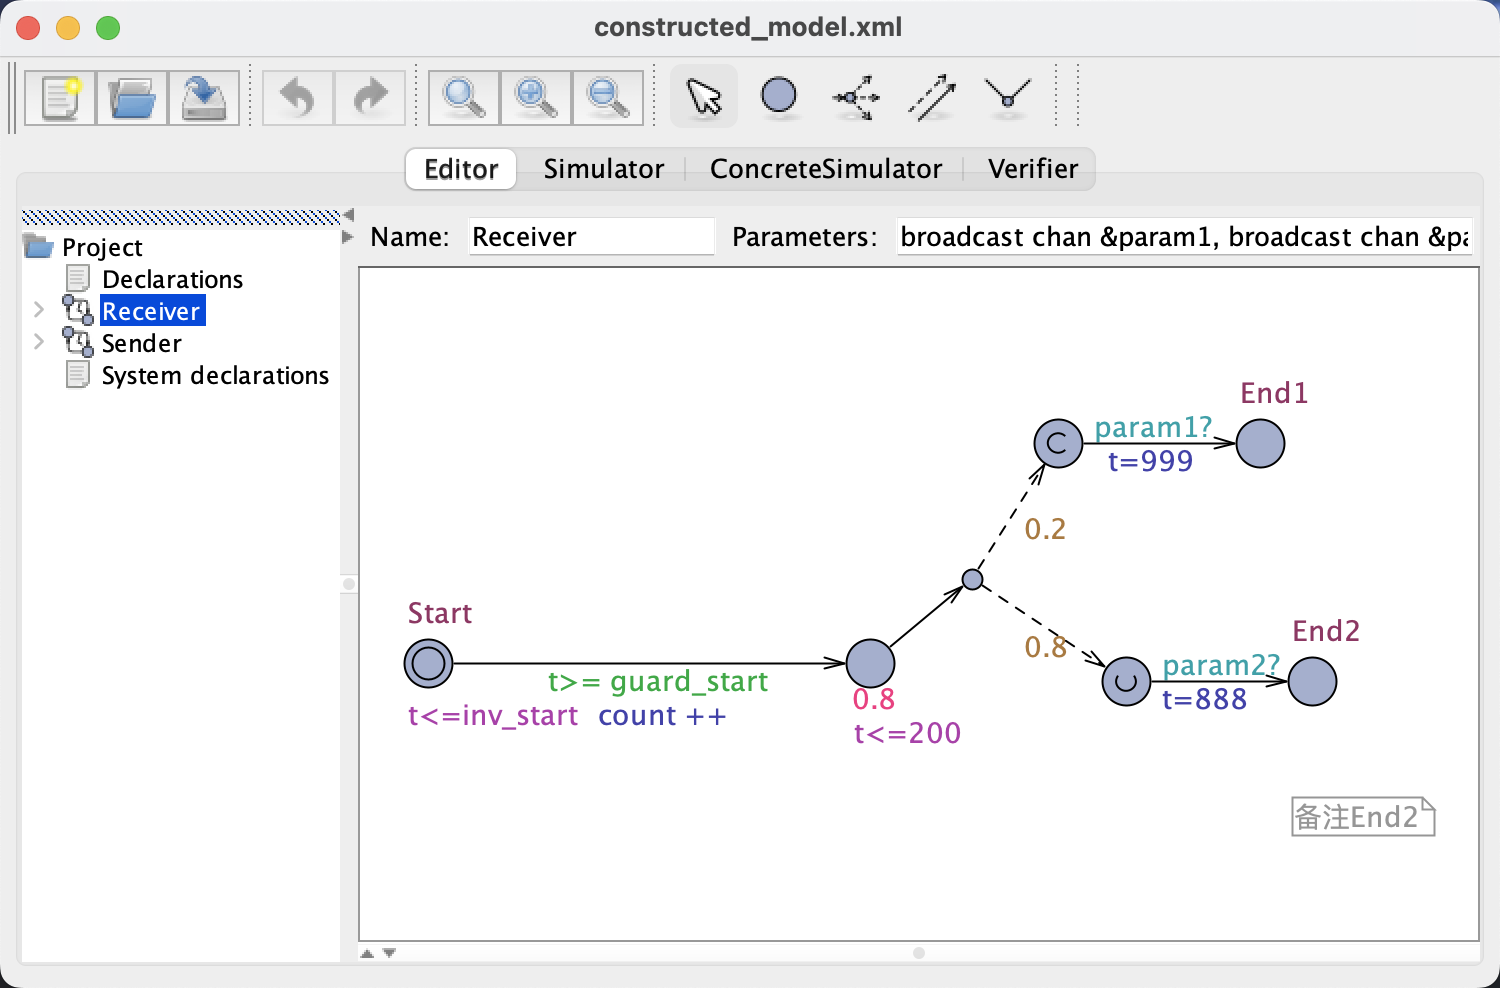 constructed_model.xml
Editor
Simulator
ConcreteSimulator
Verifier
Project
Declarations
Receiver
Sender
System declarations
Name:
Receiver
Parameters:
broadcast chan &param1, broadcast chan &pa
End1
param1?
t=999
0.2
Start
t>= guard_start
t<=inv_start
count ++
0.8
t<=200
0.8
End2
param2?
t=888
备注End2